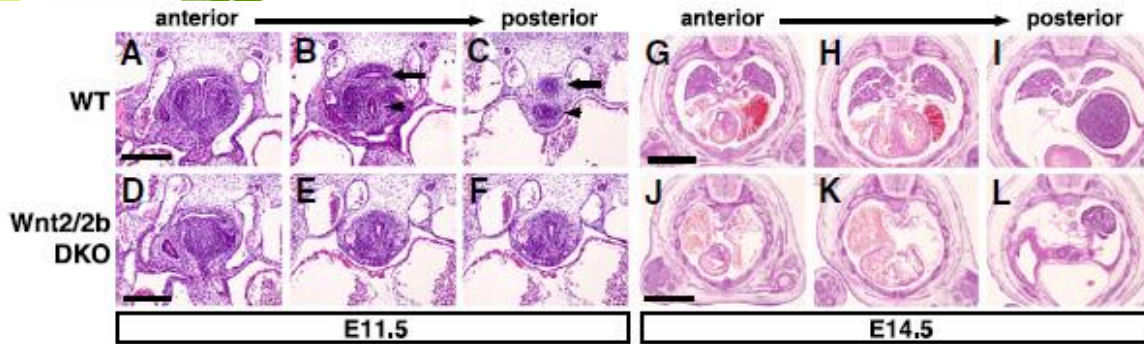 anterior posterior anterior posterior
WT
A B C G H I
Wnt2/2b
DKO
D E F J K L
E11.5 E14.5